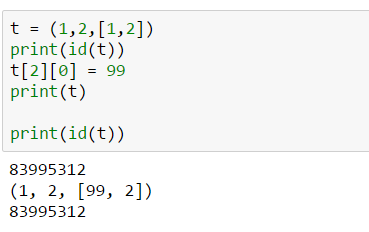 t = (1,2,[1,2])
print(id(t))
t[2][0] = 99
print(t)
print(id(t))
83995312
(1, 2, [99, 2])
83995312